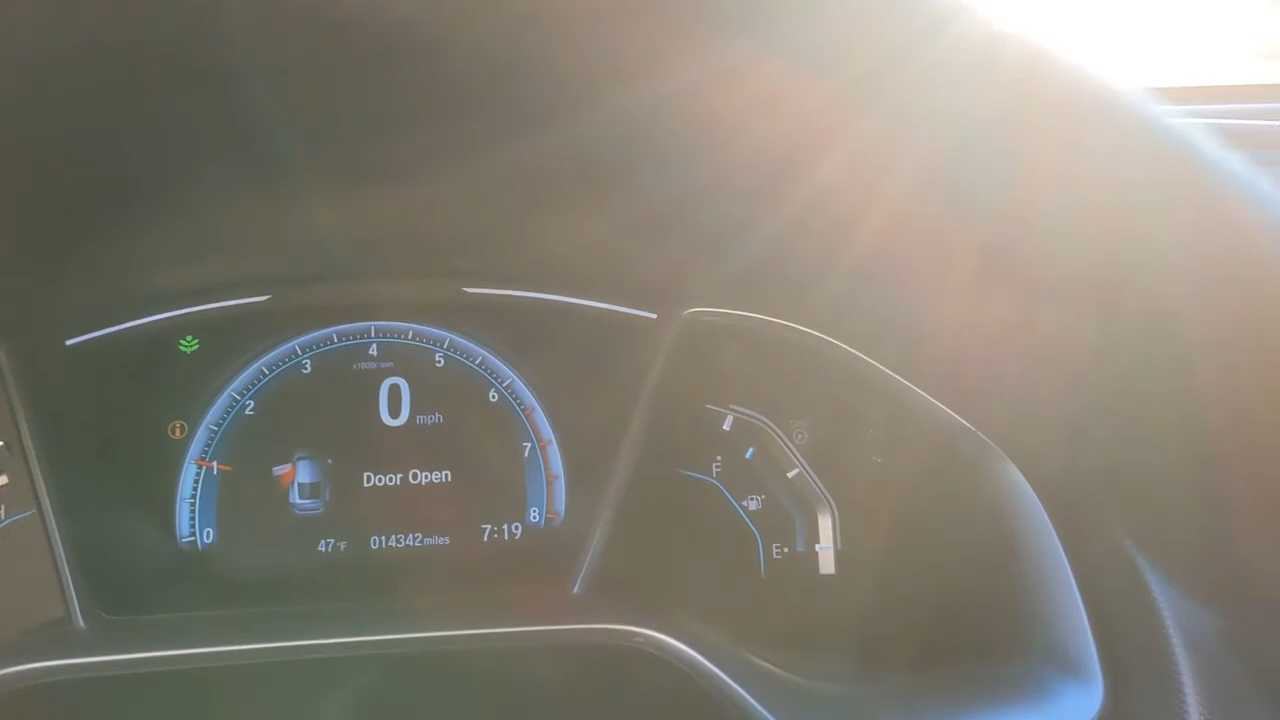 4
3
5
x1000r/min
2
6
0 mph
1
7
Door Open
0
8
47°F
014342 miles
7:19
F
E
H